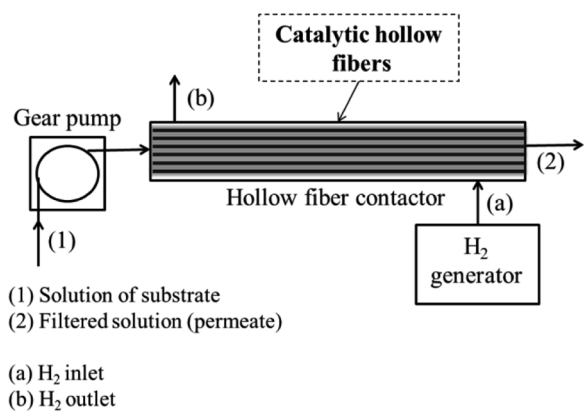 Catalytic hollow
fibers
(b)
Gear pump
(2)
Hollow fiber contactor
(a)
(1)
H₂
generator
(1) Solution of substrate
(2) Filtered solution (permeate)
(a) H₂ inlet
(b) H₂ outlet